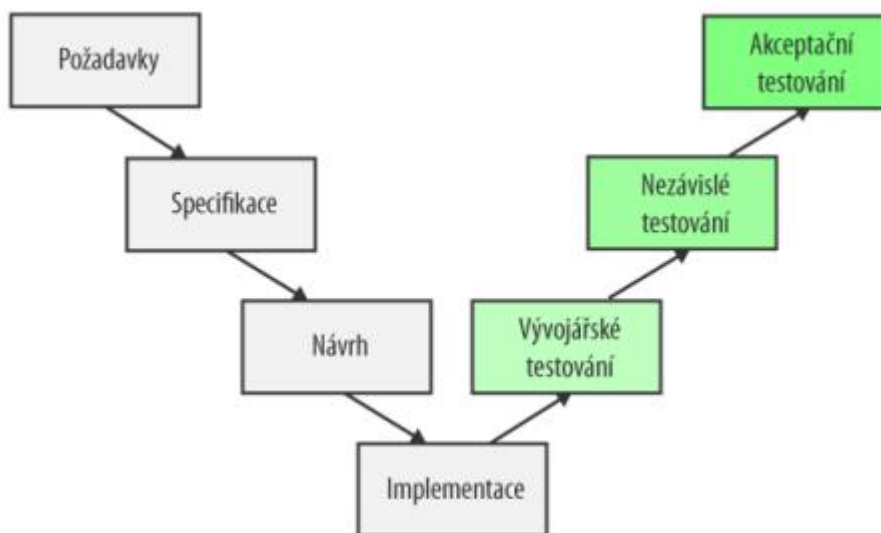 Požadavky
Specifikace
Návrh
Implementace
Vývojářské
testování
Nezávislé
testování
Akceptační
testování